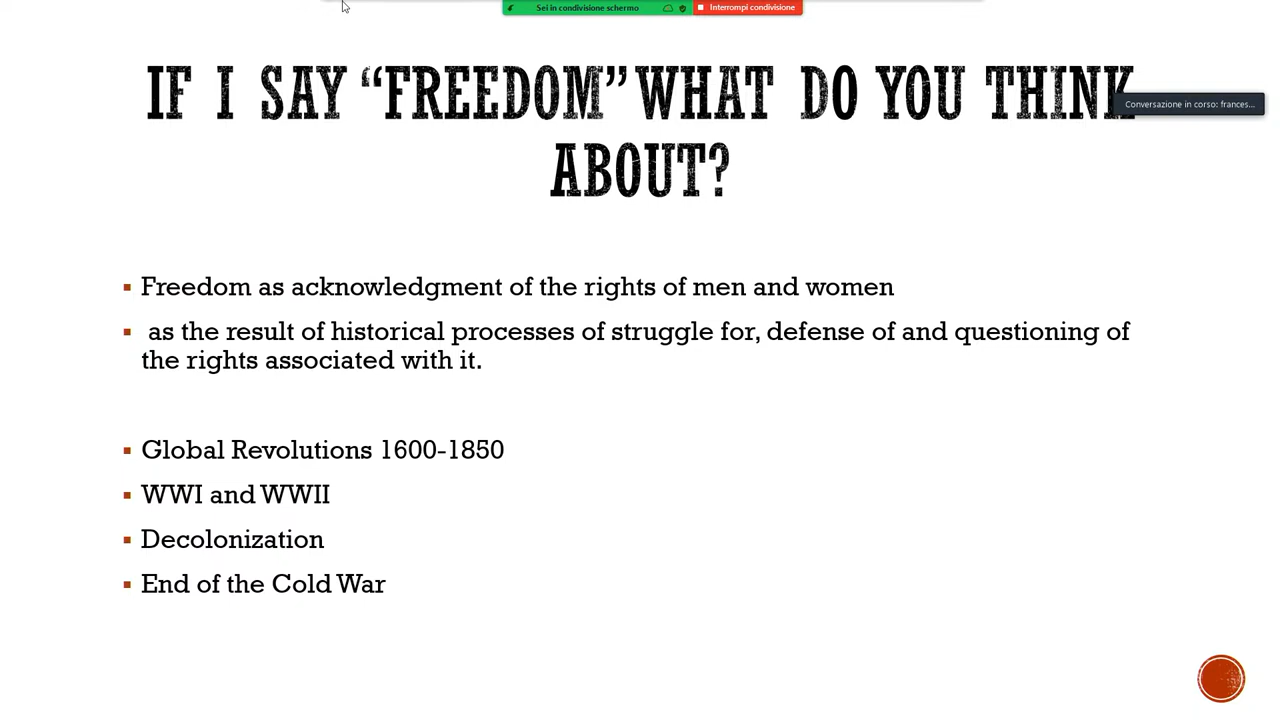 Sei in condivisione schermo
Interrompi condivisione
IF I SAY “FREEDOM” WHAT DO YOU THINK
Conversazione in corso: frances...
ABOUT?
Freedom as acknowledgment of the rights of men and women
as the result of historical processes of struggle for, defense of and questioning of
the rights associated with it.
Global Revolutions 1600-1850
WWI and WWII
Decolonization
End of the Cold War